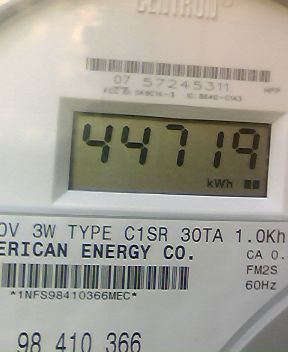 CENTRON
07 57245311
44719
kWh
0V 3W TYPE C1SR 30TA 1.0Kh
ERICAN ENERGY CO.
CA 0.
FM2S
*1NFS98410366MEC*
60Hz
98 410 366